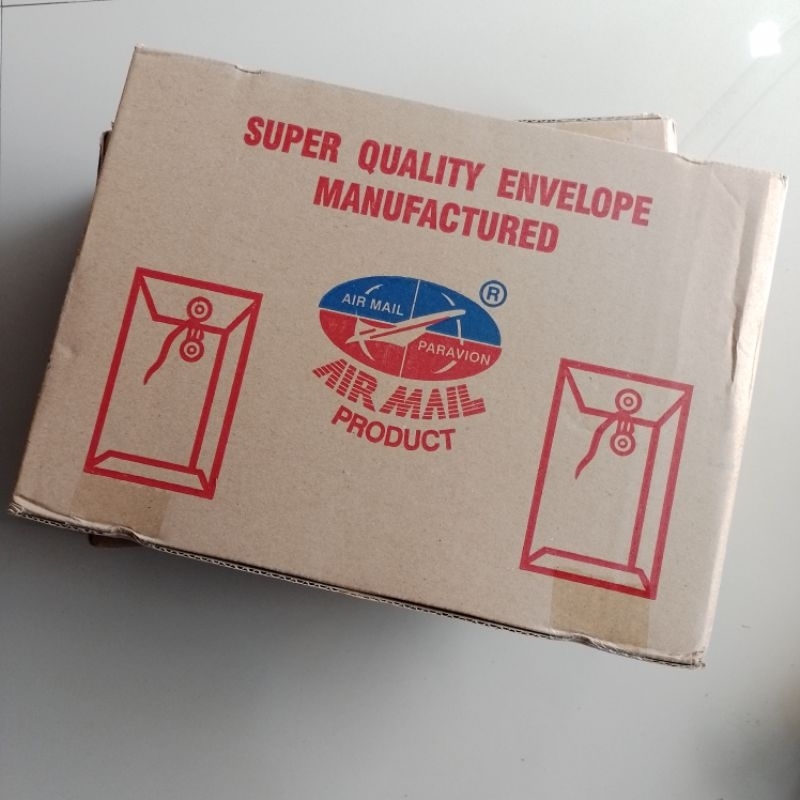 SUPER QUALITY ENVELOPE
MANUFACTURED
®
AIR MAIL
PARAVION
AIR MAIL
PRODUCT